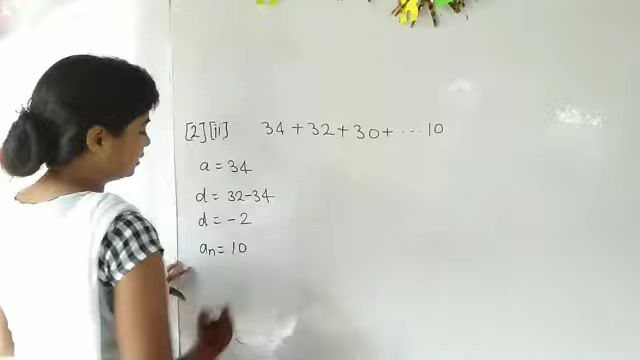 [2][ii] 34+32+30+...10
a = 34
d = 32-34
d = -2
an = 10